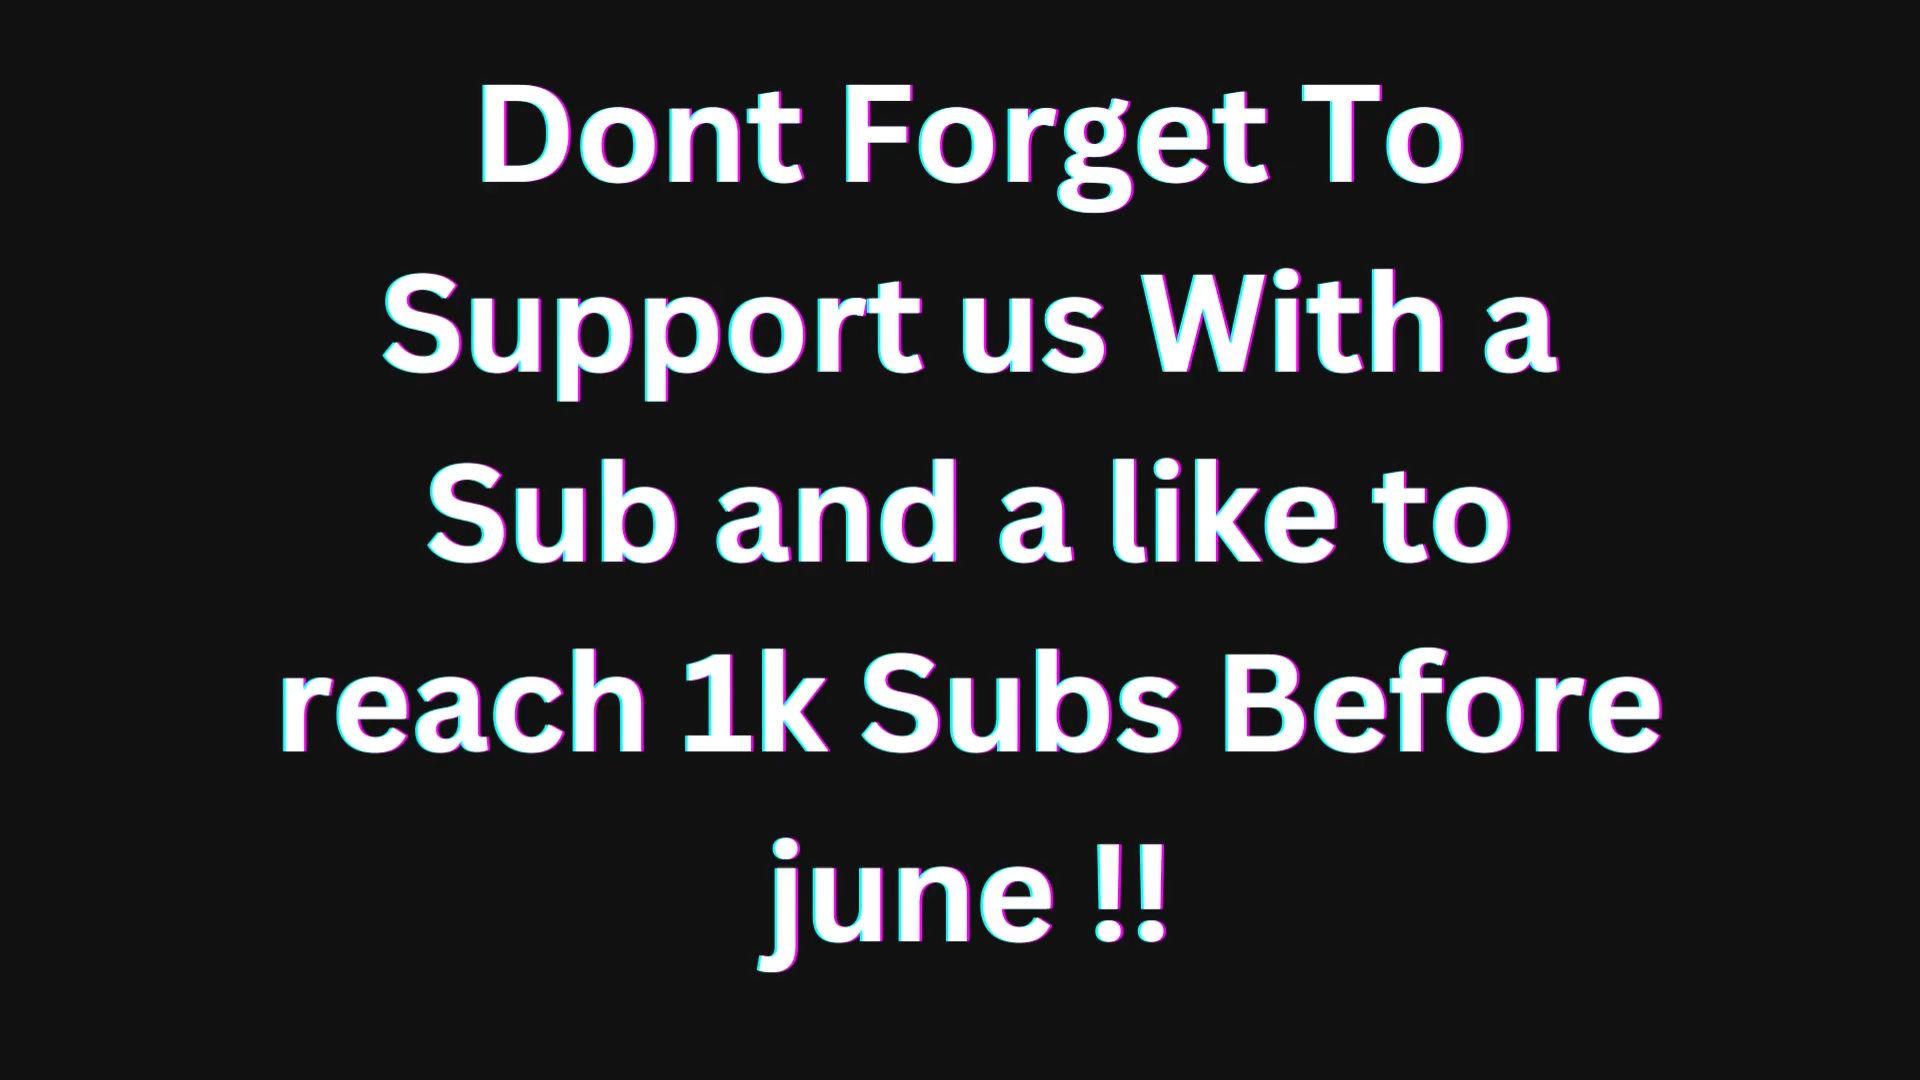 Dont Forget To
Support us With a
Sub and a like to
reach 1k Subs Before
june !!